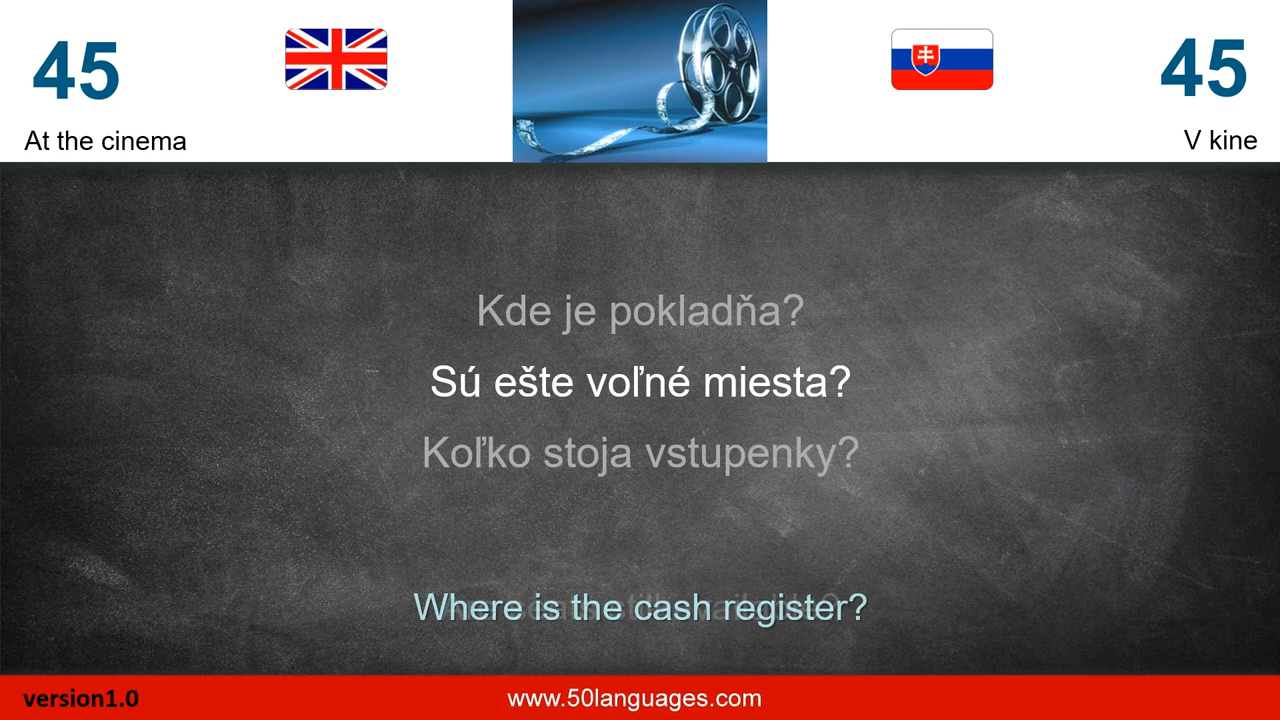 45
45
At the cinema
V kine
Kde je pokladňa?
Sú ešte voľné miesta?
Koľko stoja vstupenky?
Where is the cash register?
version1.0
www.50languages.com